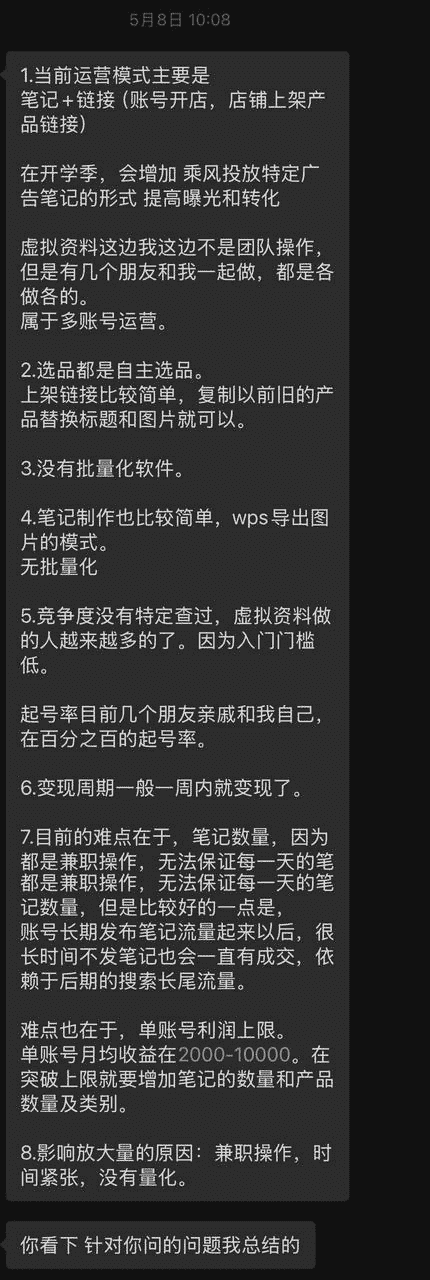 5月8日 10:08
1.当前运营模式主要是
笔记+链接（账号开店，店铺上架产
品链接）
在开学季，会增加 乘风投放特定广
告笔记的形式 提高曝光和转化
虚拟资料这边我这边不是团队操作，
但是有几个朋友和我一起做，都是各
做各的。
属于多账号运营。
2.选品都是自主选品。
上架链接比较简单，复制以前旧的产
品替换标题和图片就可以。
3.没有批量化软件。
4.笔记制作也比较简单，wps导出图
片的模式。
无批量化
5.竞争度没有特定查过，虚拟资料做
的人越来越多的了。因为入门门槛
低。
起号率目前几个朋友亲戚和我自己，
在百分之百的起号率。
6.变现周期一般一周内就变现了。
7.目前的难点在于，笔记数量，因为
都是兼职操作，无法保证每一天的笔
都是兼职操作，无法保证每一天的笔
记数量，但是比较好的一点是，
账号长期发布笔记流量起来以后，很
长时间不发笔记也会一直有成交，依
赖于后期的搜索长尾流量。
难点也在于，单账号利润上限。
单账号月均收益在2000-10000。在
突破上限就要增加笔记的数量和产品
数量及类别。
8.影响放大量的原因：兼职操作，时
间紧张，没有量化。
你看下 针对你问的问题我总结的